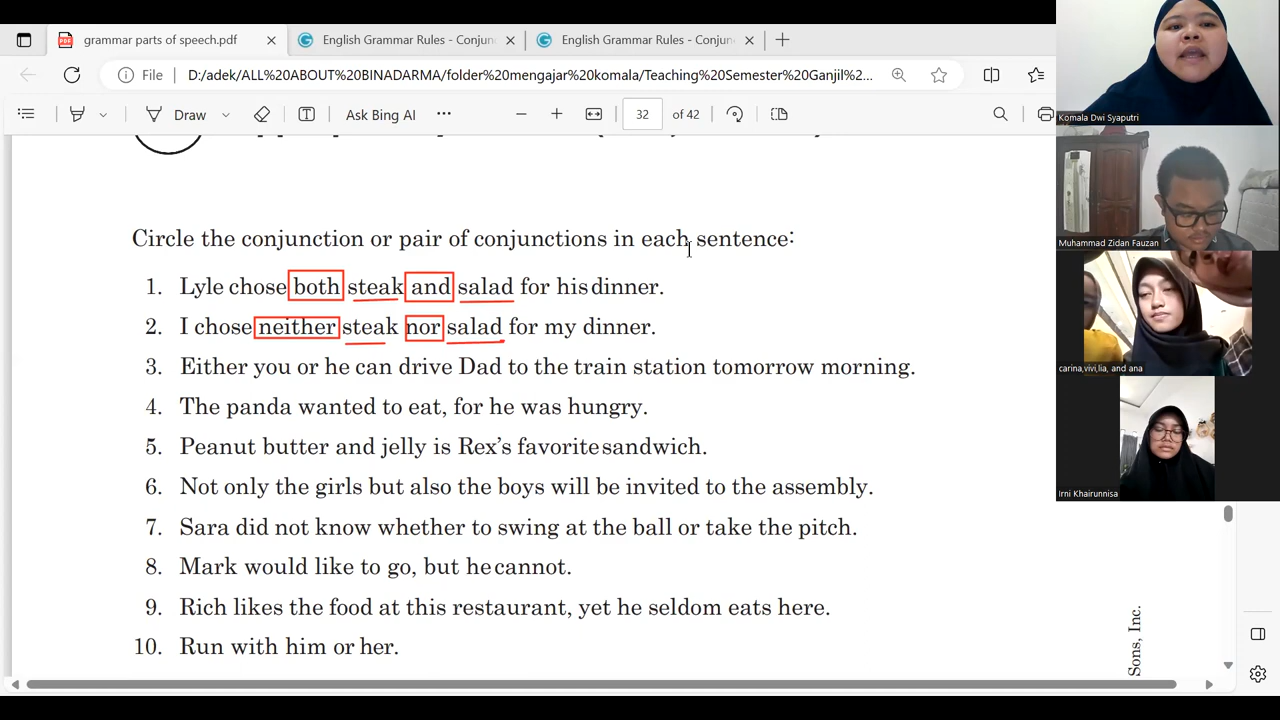 grammar parts of speech.pdf
English Grammar Rules - Conjun
English Grammar Rules - Conjun
File
D:/adek/ALL%20ABOUT%20BINADARMA/folder%20mengajar%20komala/Teaching%20Semester%20Ganjil%2...
Draw
Ask Bing AI
32 of 42
Circle the conjunction or pair of conjunctions in each sentence:
1. Lyle chose both steak and salad for his dinner.
2. I chose neither steak nor salad for my dinner.
3. Either you or he can drive Dad to the train station tomorrow morning.
4. The panda wanted to eat, for he was hungry.
5. Peanut butter and jelly is Rex's favorite sandwich.
6. Not only the girls but also the boys will be invited to the assembly.
7. Sara did not know whether to swing at the ball or take the pitch.
8. Mark would like to go, but he cannot.
9. Rich likes the food at this restaurant, yet he seldom eats here.
10. Run with him or her.
Sons, Inc.
Komala Dwi Syaputri
Muhammad Zidan Fauzan
carina,vivi,lia, and ana
Irni Khairunnisa